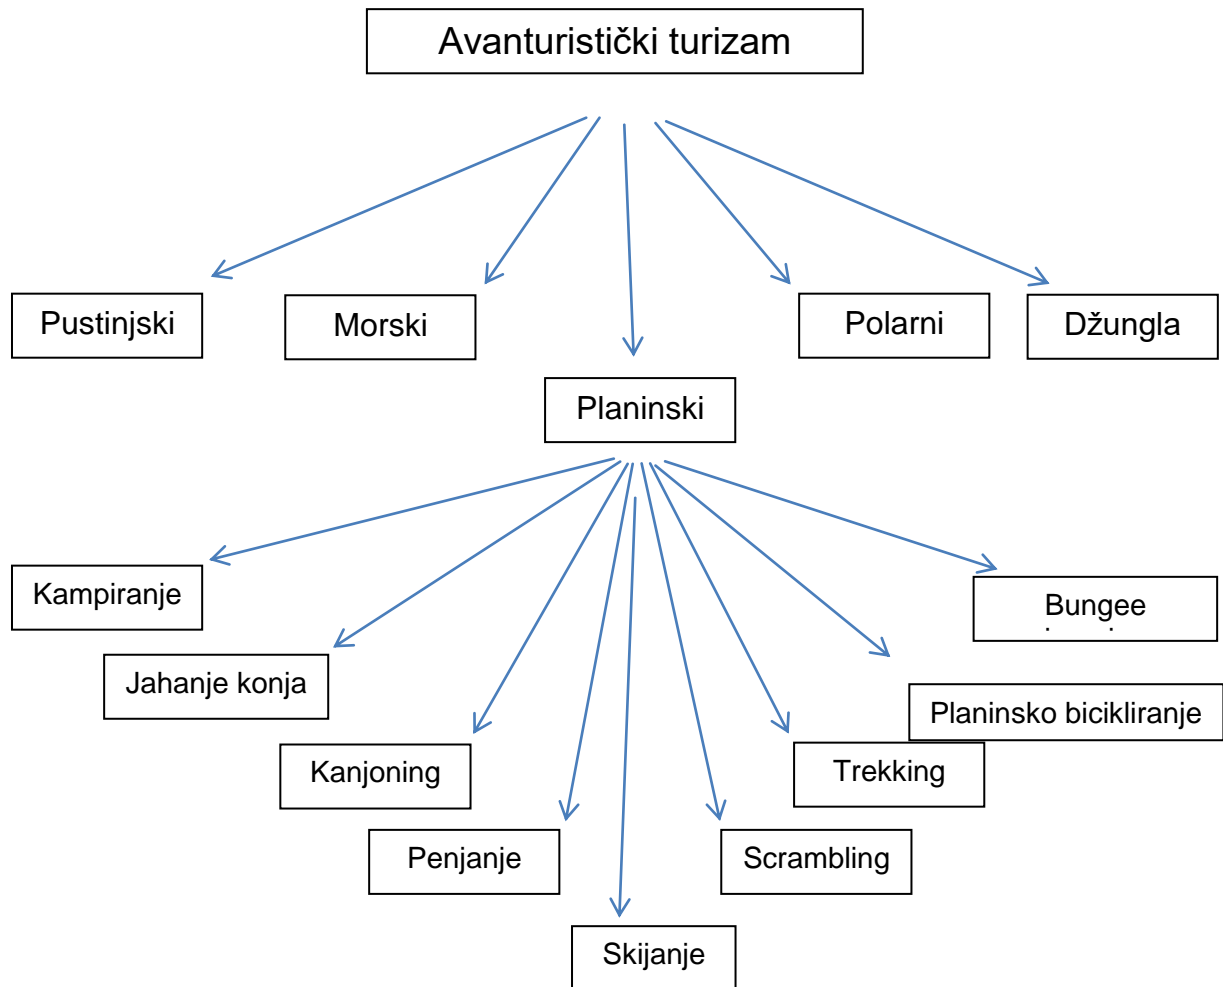 Avanturistički turizam
Pustinjski
Morski
Polarni
Džungla
Planinski
Kampiranje
Bungee
Jahanje konja
Planinsko bicikliranje
Kanjoning
Trekking
Penjanje
Scrambling
Skijanje